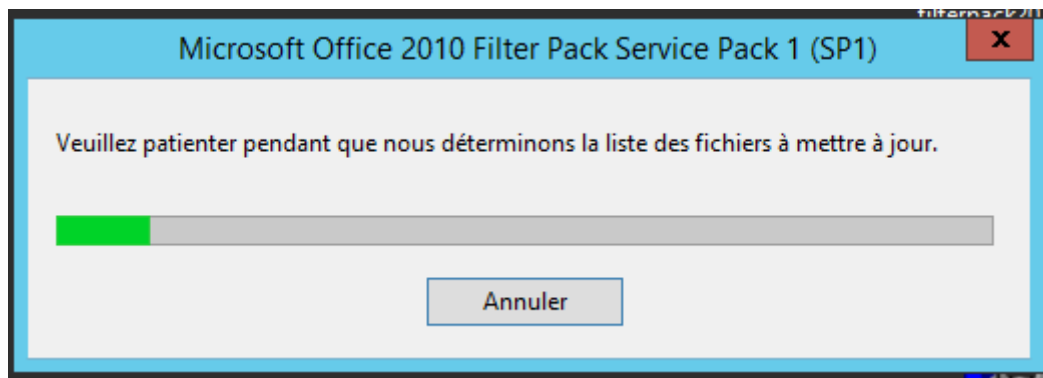 filterpack20
Microsoft Office 2010 Filter Pack Service Pack 1 (SP1)
x
Veuillez patienter pendant que nous déterminons la liste des fichiers à mettre à jour.
Annuler